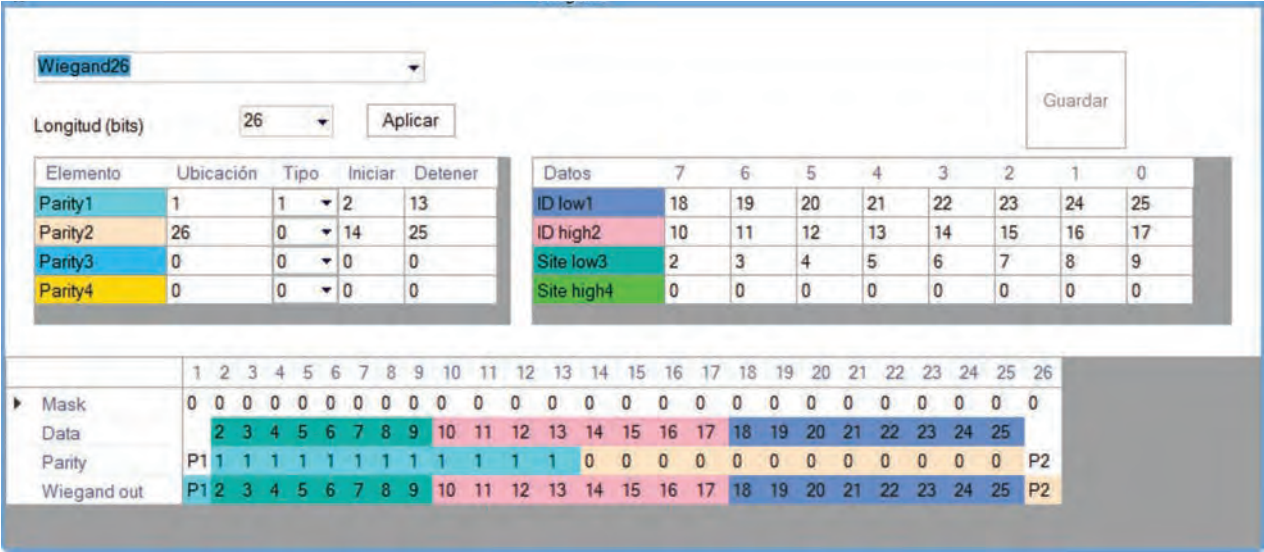 Wiegand26
Guardar
Longitud (bits) 26 Aplicar
Elemento Ubicación Tipo Iniciar Detener
Parity1 1 1 2 13
Parity2 26 0 14 25
Parity3 0 0 0 0
Parity4 0 0 0 0
Datos 7 6 5 4 3 2 1 0
ID low1 18 19 20 21 22 23 24 25
ID high2 10 11 12 13 14 15 16 17
Site low3 2 3 4 5 6 7 8 9
Site high4 0 0 0 0 0 0 0 0
1 2 3 4 5 6 7 8 9 10 11 12 13 14 15 16 17 18 19 20 21 22 23 24 25 26
Mask 0 0 0 0 0 0 0 0 0 0 0 0 0 0 0 0 0 0 0 0 0 0 0 0 0 0
Data 2 3 4 5 6 7 8 9 10 11 12 13 14 15 16 17 18 19 20 21 22 23 24 25
Parity P1 1 1 1 1 1 1 1 1 1 1 1 1 0 0 0 0 0 0 0 0 0 0 0 0 P2
Wiegand out P1 2 3 4 5 6 7 8 9 10 11 12 13 14 15 16 17 18 19 20 21 22 23 24 25 P2